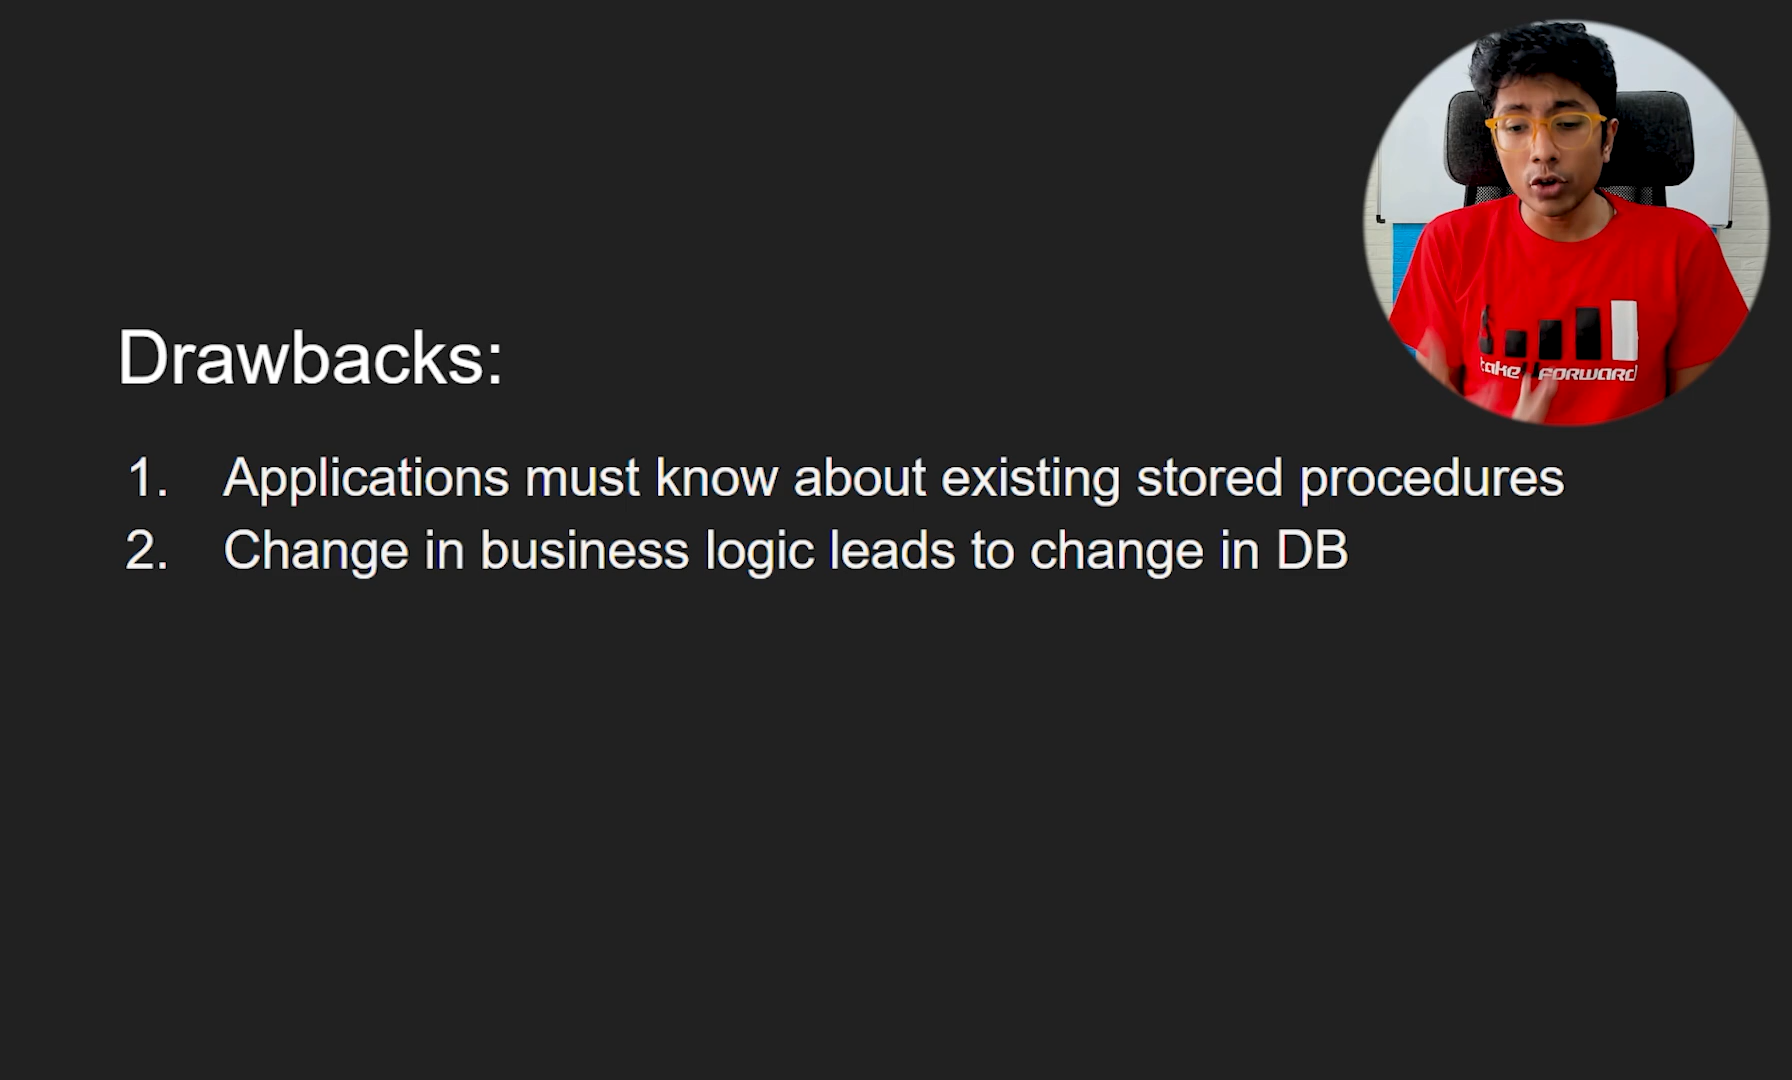 Drawbacks:
1. Applications must know about existing stored procedures
2. Change in business logic leads to change in DB
take FORWARD